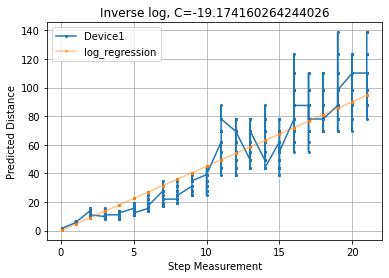 Inverse log, C=-19.174160264244026
Device1
log_regression
Predicted Distance
140
120
100
80
60
40
20
0
0
5
10
15
20
Step Measurement